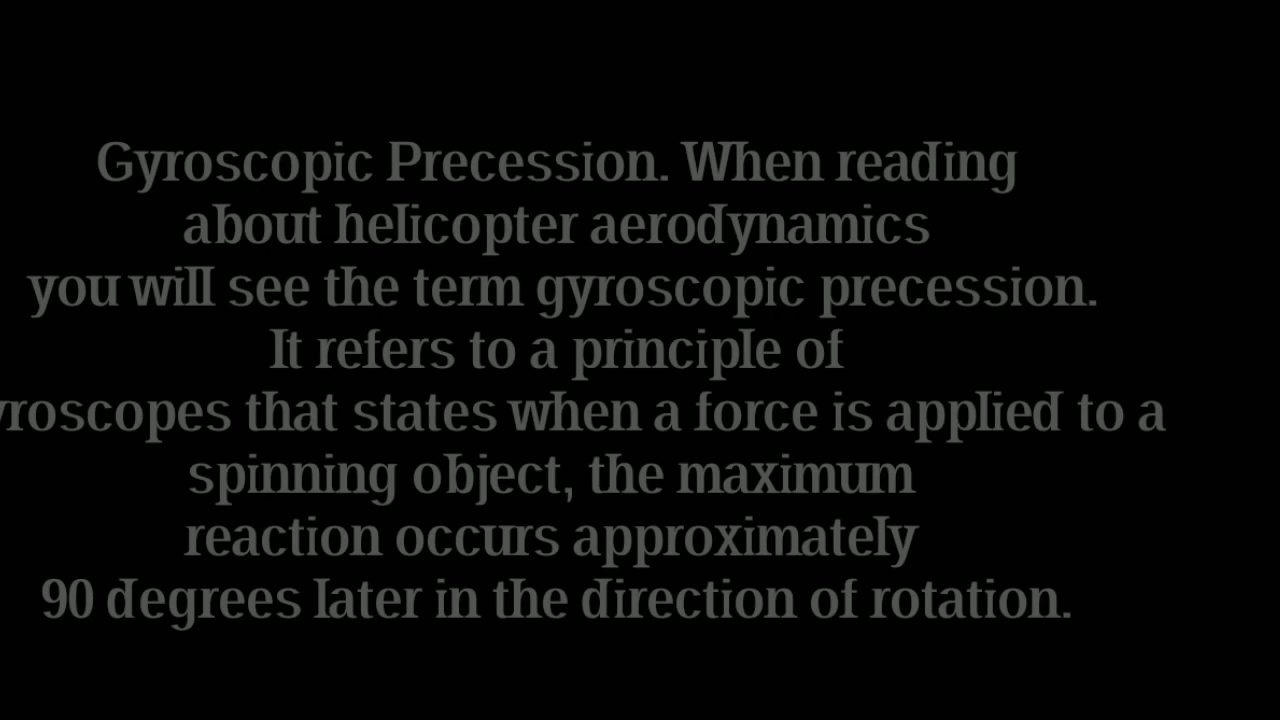 Gyroscopic Precession. When reading
about helicopter aerodynamics
you will see the term gyroscopic precession.
It refers to a principle of
yroscopes that states when a force is applied to a
spinning object, the maximum
reaction occurs approximately
90 degrees later in the direction of rotation.